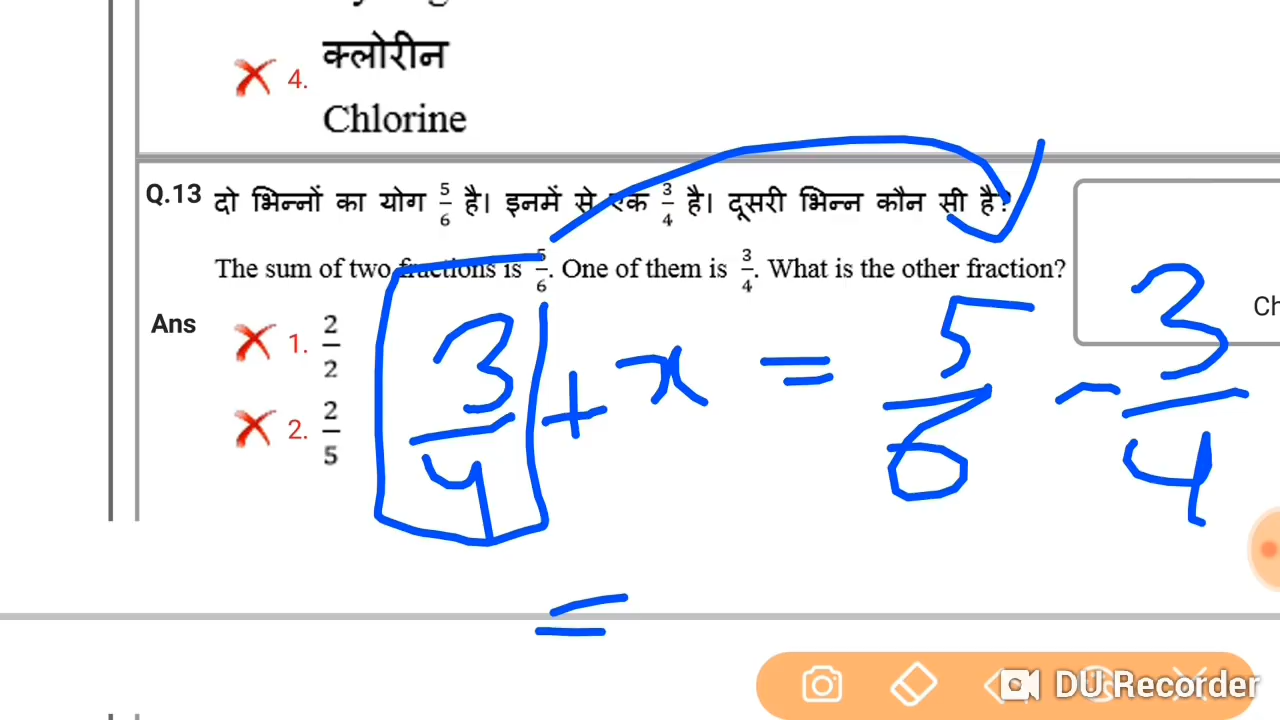 क्लोरीन
4.
Chlorine
Q.13 दो भिन्नों का योग 5/6 है। इनमें से एक 3/4 है। दूसरी भिन्न कौन सी है?
The sum of two fractions is 5/6. One of them is 3/4. What is the other fraction?
Ans
1. 2/2
2. 2/5
3/4 + x = 5/6 - 3/4
=
Ch
DU Recorder